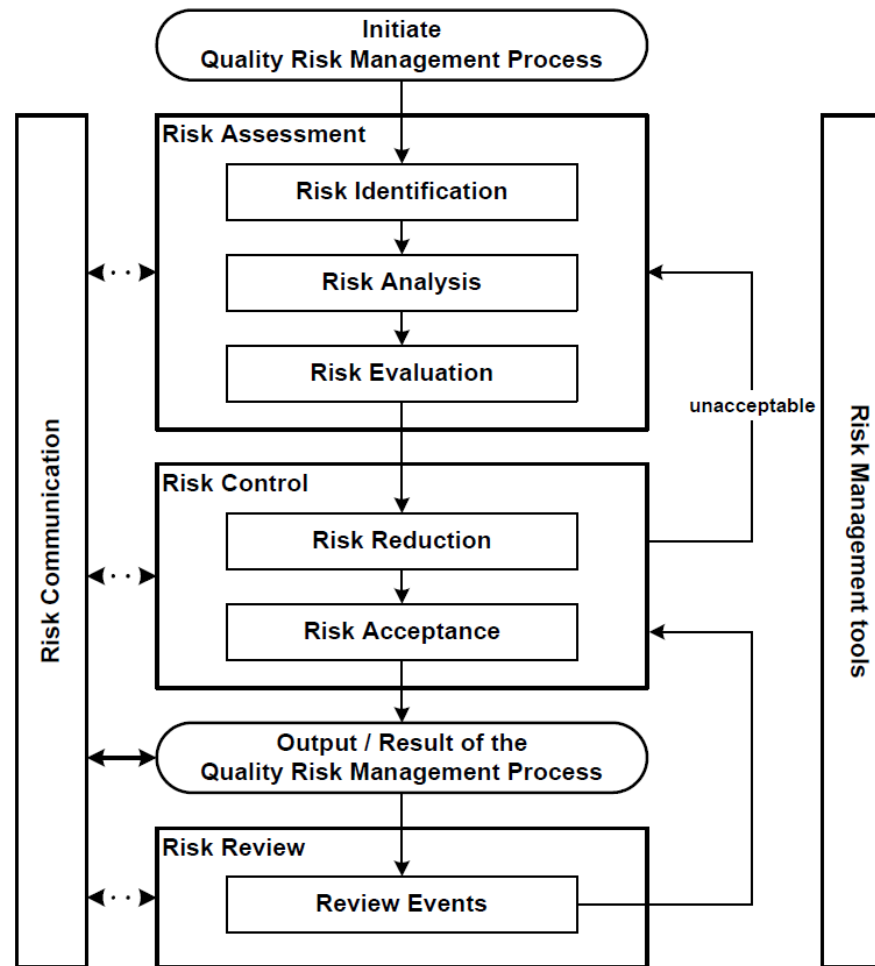 Initiate
Quality Risk Management Process
Risk Assessment
Risk Identification
Risk Analysis
Risk Evaluation
unacceptable
Risk Communication
Risk Management tools
Risk Control
Risk Reduction
Risk Acceptance
Output / Result of the
Quality Risk Management Process
Risk Review
Review Events